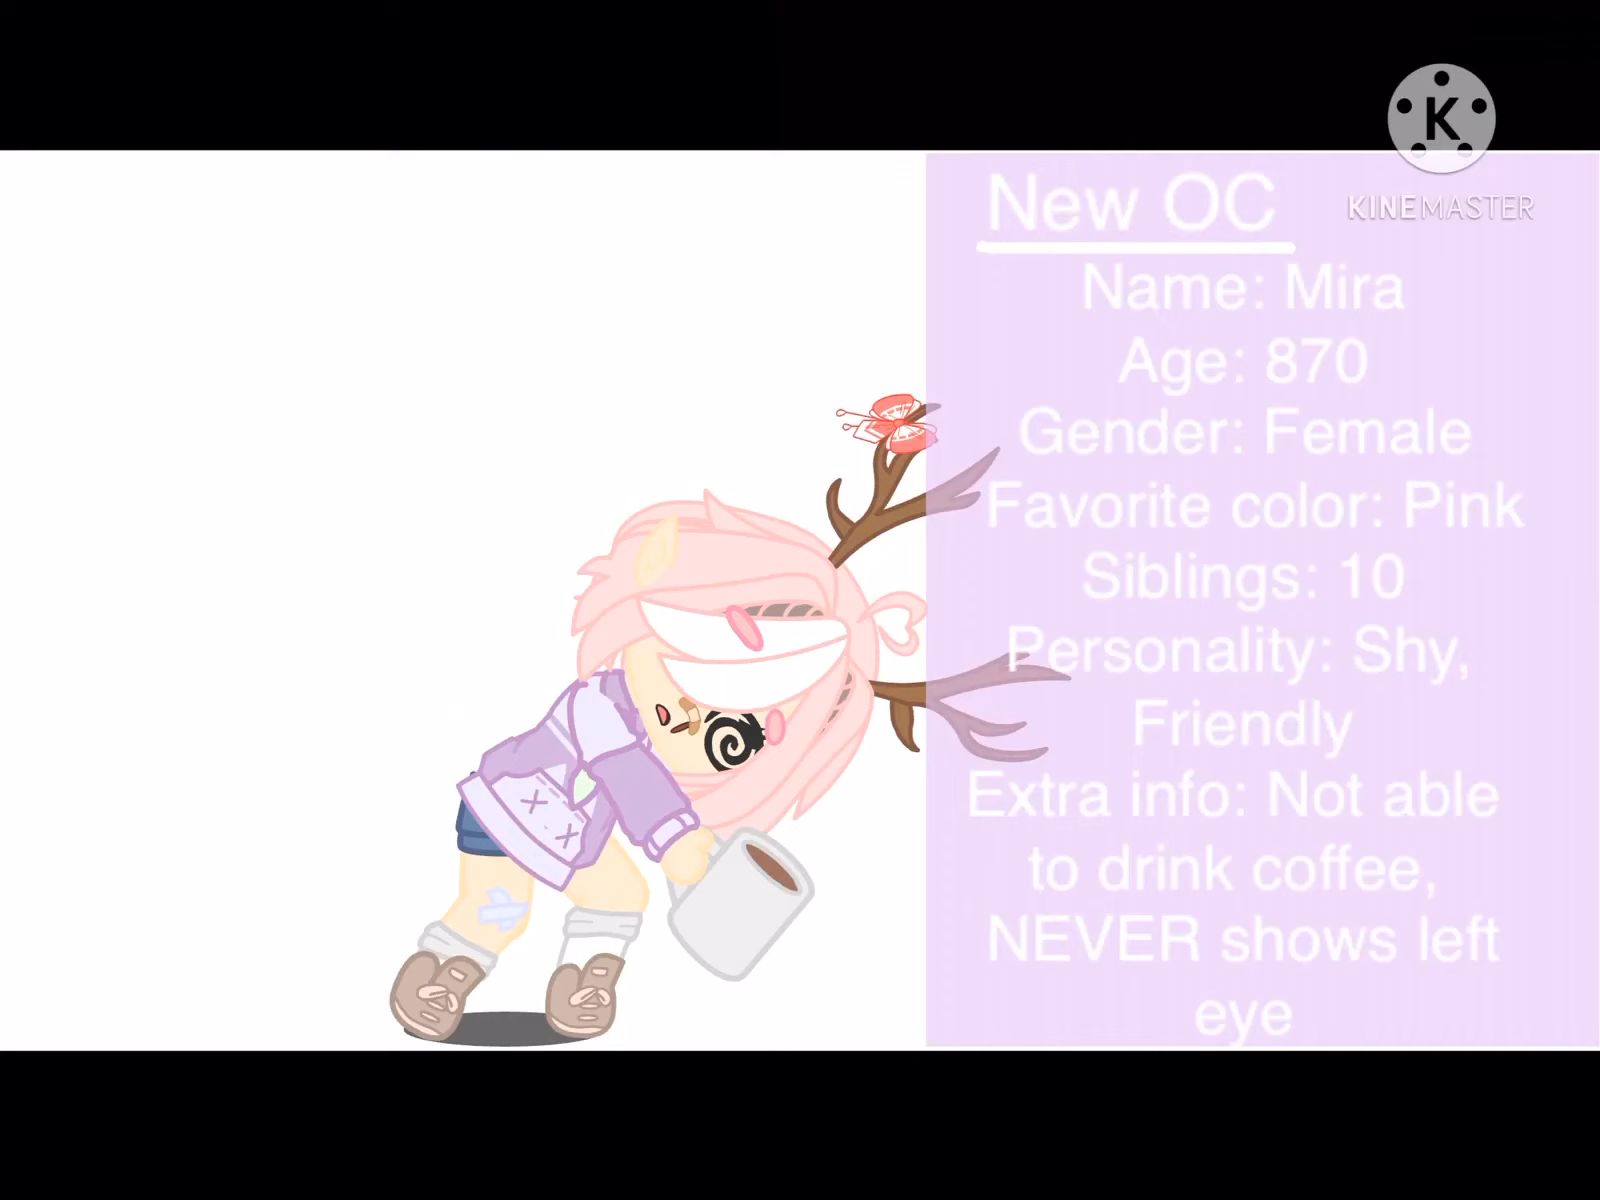 K
KINEMASTER
New OC
Name: Mira
Age: 870
Gender: Female
Favorite color: Pink
Siblings: 10
Personality: Shy,
Friendly
Extra info: Not able
to drink coffee,
NEVER shows left
eye